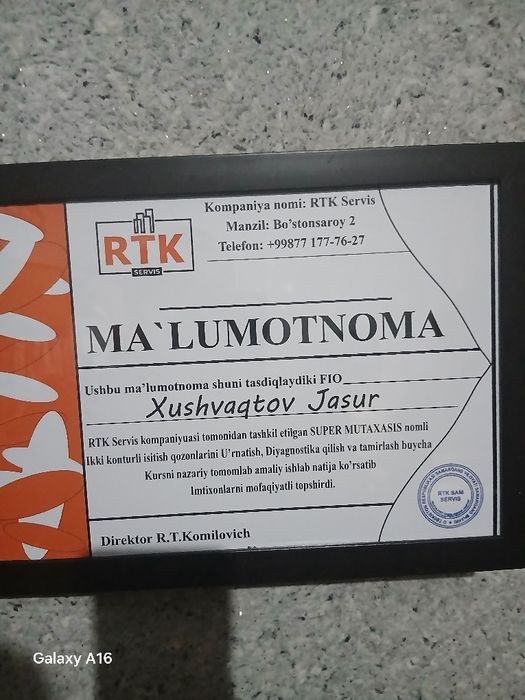 RTK
SERVIS
Kompaniya nomi: RTK Servis
Manzil: Bo'stonsaroy 2
Telefon: +99877 177-76-27
MA`LUMOTNOMA
Ushbu ma'lumotnoma shuni tasdiqlaydiki FIO
Xushvaqtov Jasur
RTK Servis kompaniyuasi tomonidan tashkil etilgan SUPER MUTAXASIS nomli
Ikki konturli isitish qozonlarini U'rnatish, Diyagnostika qilish va tamirlash buycha
Kursni nazariy tomomlab amaliy ishlab natija ko'rsatib
Imtixonlarni mofaqiyatli topshirdi.
RTK SAM
SERVIS
Direktor R.T.Komilovich
Galaxy A16